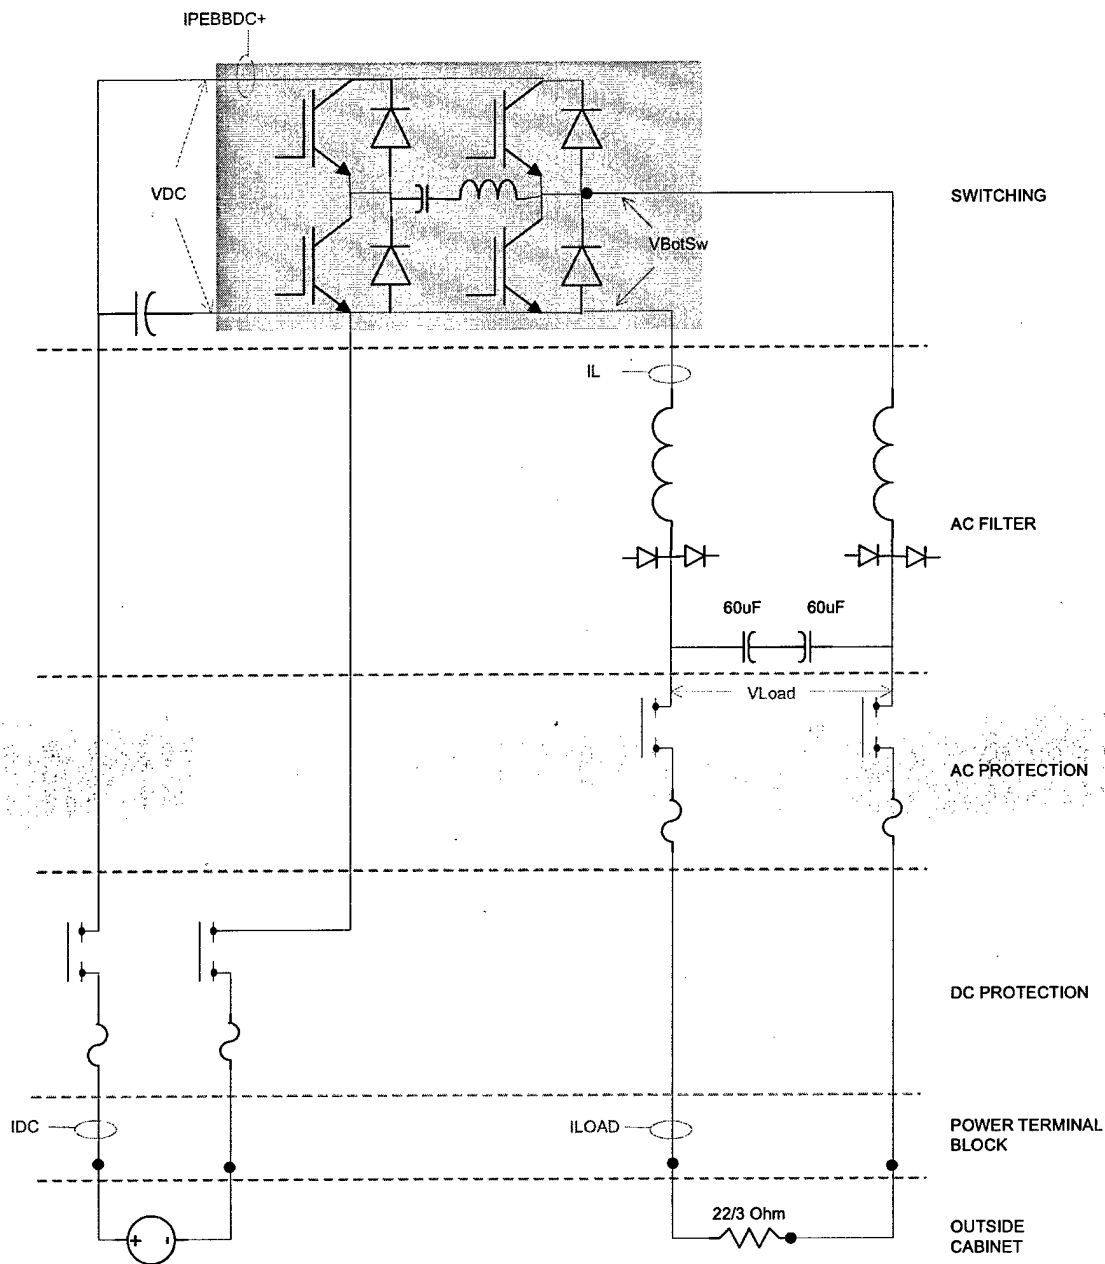 IPEBBDC+
VDC
SWITCHING
VBotSw
IL
AC FILTER
60uF
60uF
VLoad
AC PROTECTION
DC PROTECTION
IDC
ILOAD
POWER TERMINAL
BLOCK
22/3 Ohm
+
-
OUTSIDE
CABINET